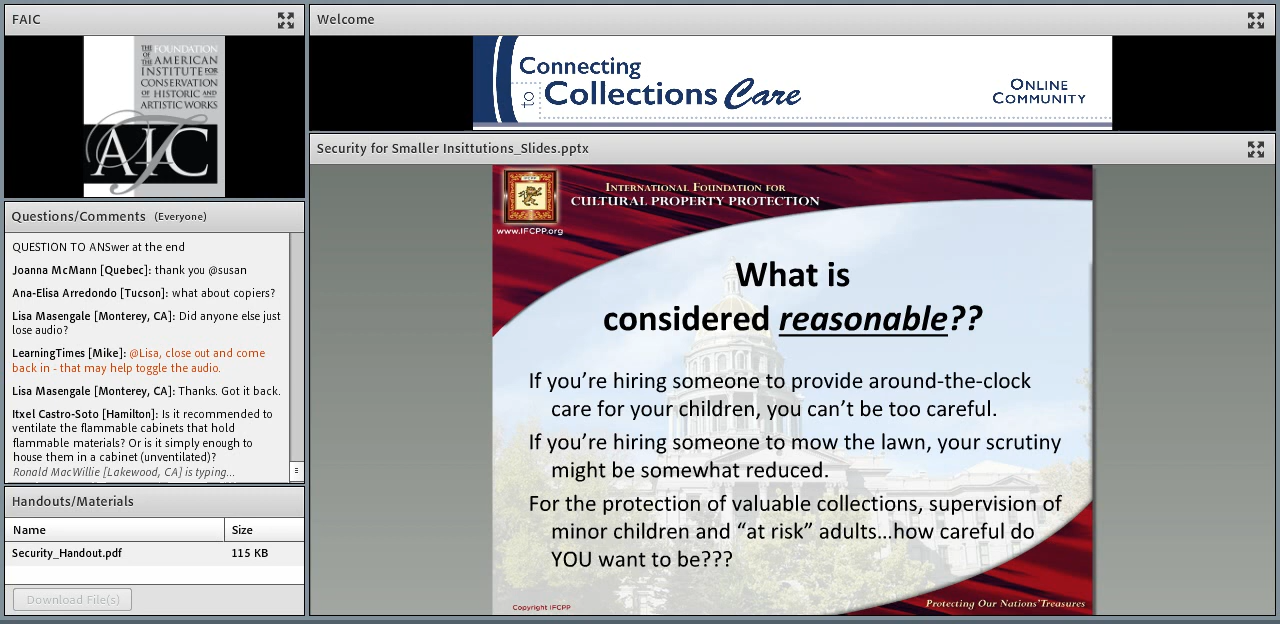 FAIC
THE FOUNDATION
OF THE AMERICAN
INSTITUTE FOR
CONSERVATION
OF HISTORIC AND
ARTISTIC WORKS
AIC
Questions/Comments (Everyone)
QUESTION TO ANSwer at the end
Joanna McMann [Quebec]: thank you @susan
Ana-Elisa Arredondo [Tucson]: what about copiers?
Lisa Masengale [Monterey, CA]: Did anyone else just
lose audio?
LearningTimes [Mike]: @Lisa, close out and come
back in - that may help toggle the audio.
Lisa Masengale [Monterey, CA]: Thanks. Got it back.
Itxel Castro-Soto [Hamilton]: Is it recommended to
ventilate the flammable cabinets that hold
flammable materials? Or is it simply enough to
house them in a cabinet (unventilated)?
Ronald MacWillie [Lakewood, CA] is typing...
Handouts/Materials
Name Size
Security_Handout.pdf 115 KB
Download File(s)
Welcome
Connecting
to Collections Care
ONLINE
COMMUNITY
Security for Smaller Insittutions_Slides.pptx
IFCPP
INTERNATIONAL FOUNDATION FOR
CULTURAL PROPERTY PROTECTION
www.IFCPP.org
What is
considered reasonable??
If you're hiring someone to provide around-the-clock
care for your children, you can't be too careful.
If you're hiring someone to mow the lawn, your scrutiny
might be somewhat reduced.
For the protection of valuable collections, supervision of
minor children and “at risk” adults...how careful do
YOU want to be???
Copyright IFCPP
Protecting Our Nations'Treasures